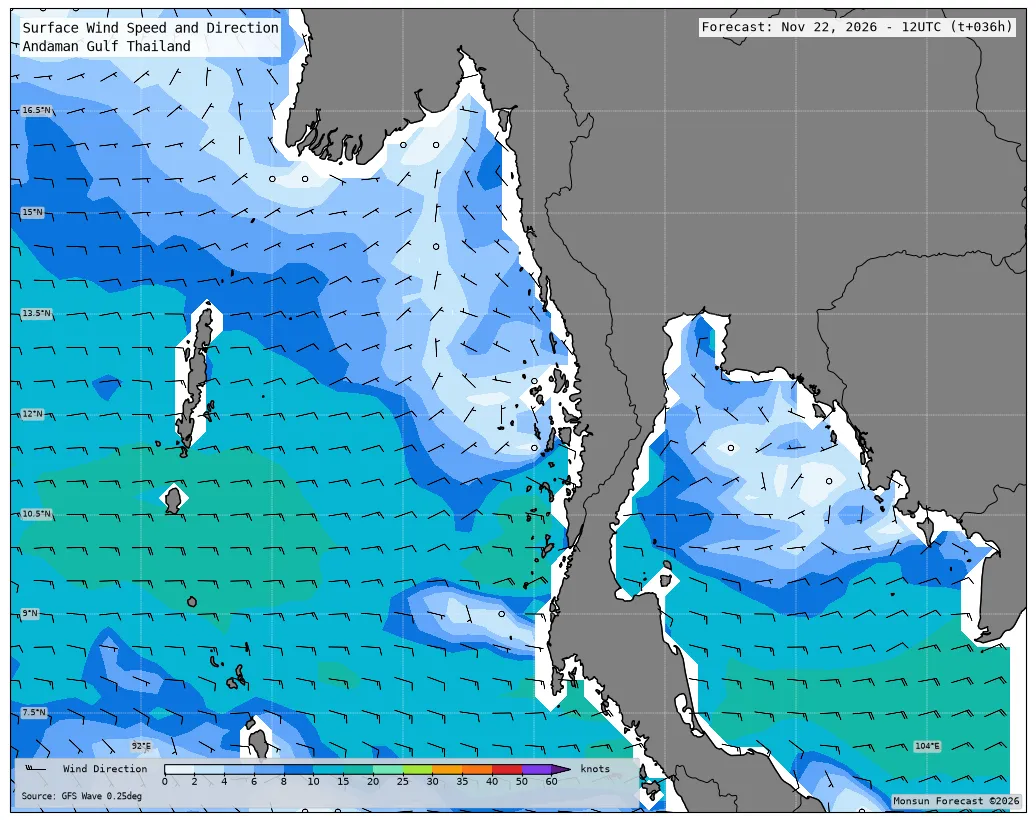 Surface Wind Speed and Direction
Andaman Gulf Thailand
Forecast: Nov 22, 2026 - 12UTC (t+036h)
16.5°N
15°N
13.5°N
12°N
10.5°N
9°N
7.5°N
92°E
104°E
Wind Direction
0 2 4 6 8 10 15 20 25 30 35 40 50 60
knots
Source: GFS Wave 0.25deg
Monsun Forecast ©2026